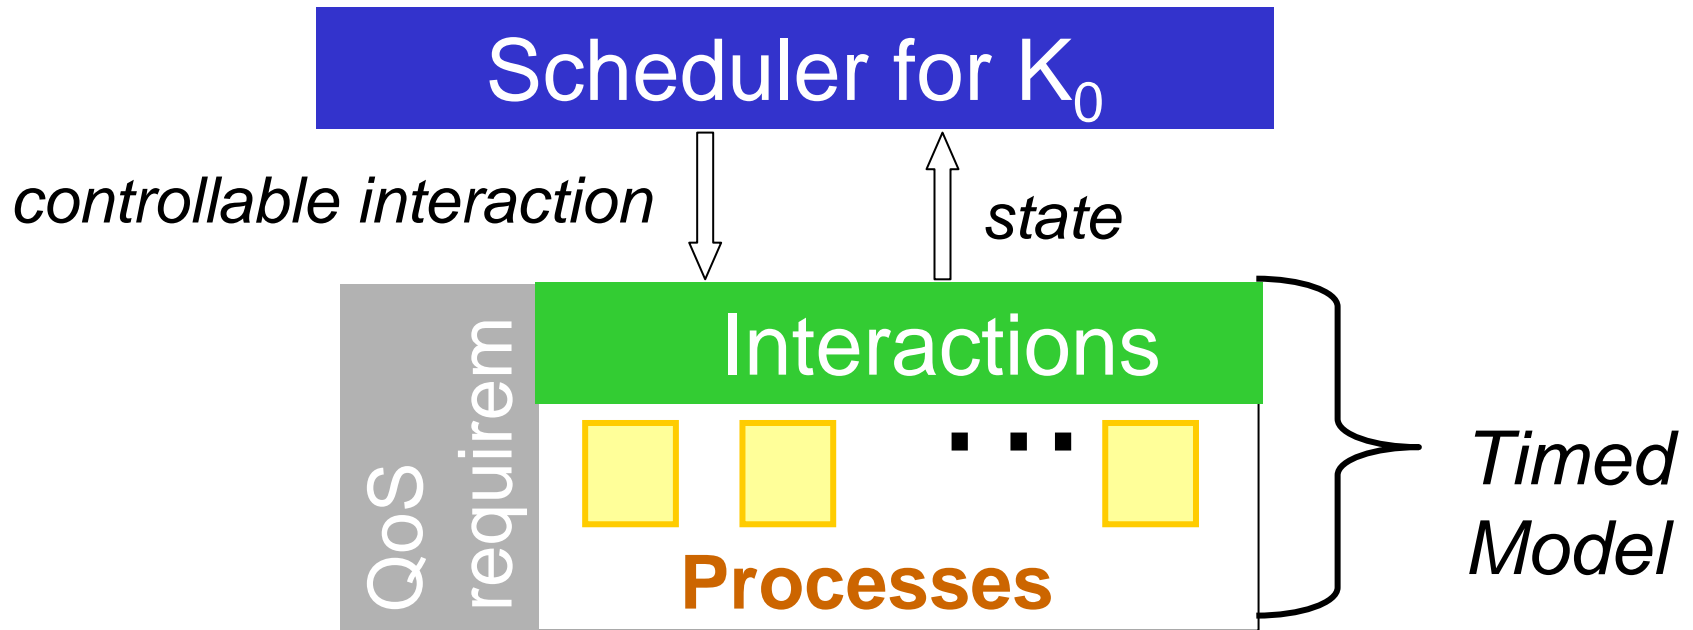 Scheduler for K₀
controllable interaction
state
Interactions
QoS
requirem
...
Processes
Timed
Model